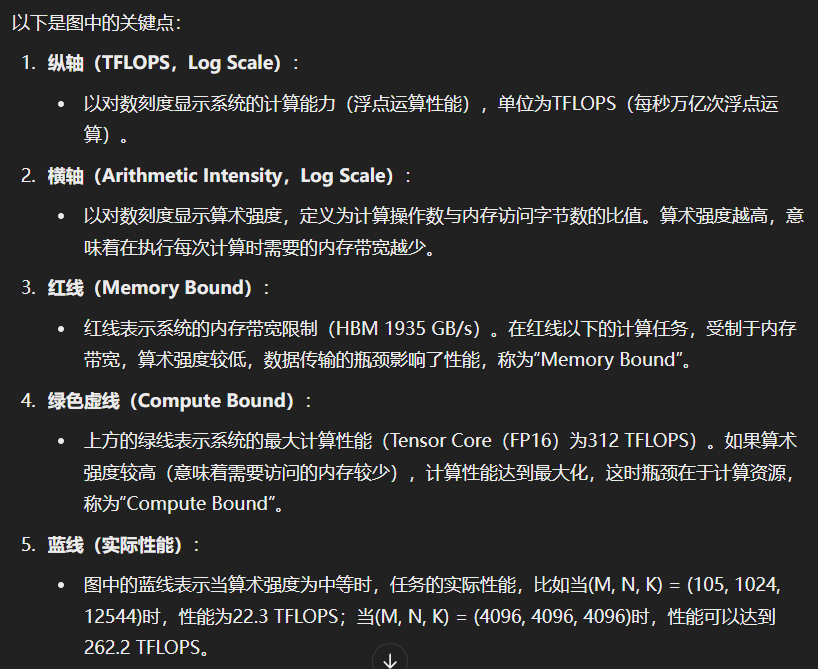 以下是图中的关键点：
1. 纵轴（TFLOPS，Log Scale）：
• 以对数刻度显示系统的计算能力（浮点运算性能），单位为TFLOPS（每秒万亿次浮点运
算）。
2. 横轴（Arithmetic Intensity，Log Scale）：
• 以对数刻度显示算术强度，定义为计算操作数与内存访问字节数的比值。算术强度越高，意
味着在执行每次计算时需要的内存带宽越少。
3. 红线（Memory Bound）：
• 红线表示系统的内存带宽限制（HBM 1935 GB/s）。在红线以下的计算任务，受制于内存
带宽，算术强度较低，数据传输的瓶颈影响了性能，称为“Memory Bound”。
4. 绿色虚线（Compute Bound）：
• 上方的绿线表示系统的最大计算性能（Tensor Core（FP16）为312 TFLOPS）。如果算术
强度较高（意味着需要访问的内存较少），计算性能达到最大化，这时瓶颈在于计算资源，
称为“Compute Bound”。
5. 蓝线（实际性能）：
• 图中的蓝线表示当算术强度为中等时，任务的实际性能，比如当(M, N, K) = (105, 1024,
12544)时，性能为22.3 TFLOPS；当(M, N, K) = (4096, 4096, 4096)时，性能可以达到
262.2 TFLOPS。